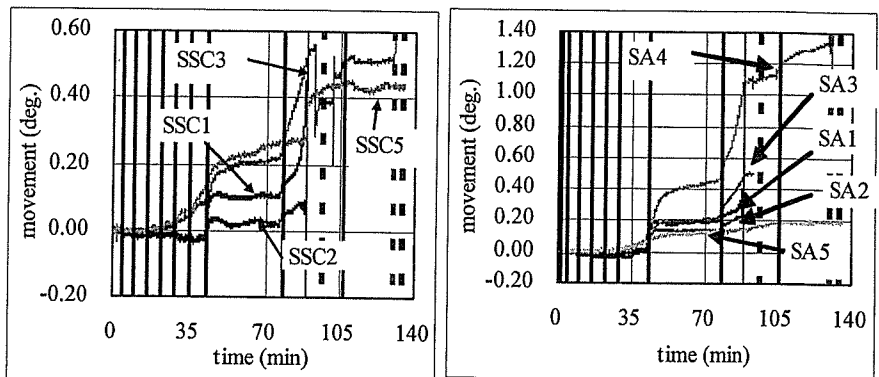 0.60
0.40
0.20
0.00
-0.20
movement (deg.)
0
35
70
105
140
time (min)
SSC3
SSC1
SSC5
SSC2
1.40
1.20
1.00
0.80
0.60
0.40
0.20
0.00
-0.20
movement (deg.)
0
35
70
105
140
time (min)
SA4
SA3
SA1
SA2
SA5